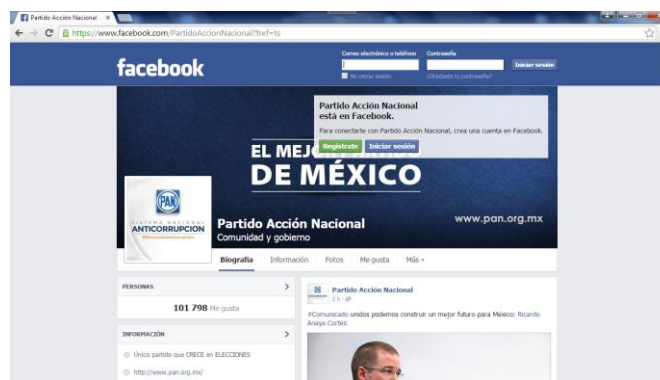 Partido Acción Nacional
https://www.facebook.com/PartidoAccionNacional?fref=ts
facebook
Correo electrónico o teléfono
Contraseña
Iniciar sesión
No cerrar sesión
¿Olvidaste tu contraseña?
Partido Acción Nacional
está en Facebook.
Para conectarte con Partido Acción Nacional, crea una cuenta en Facebook.
Regístrate
Iniciar sesión
EL MEJ
DE MÉXICO
PAN
SISTEMA NACIONAL
ANTICORRUPCION
Partido Acción Nacional
Comunidad y gobierno
www.pan.org.mx
Biografía
Información
Fotos
Me gusta
Más
PERSONAS
101 798 Me gusta
INFORMACIÓN
Único partido que CRECE en ELECCIONES
http://www.pan.org.mx/
Partido Acción Nacional
2 h
#Comunicado unidos podemos construir un mejor futuro para México: Ricardo
Anaya Cortés